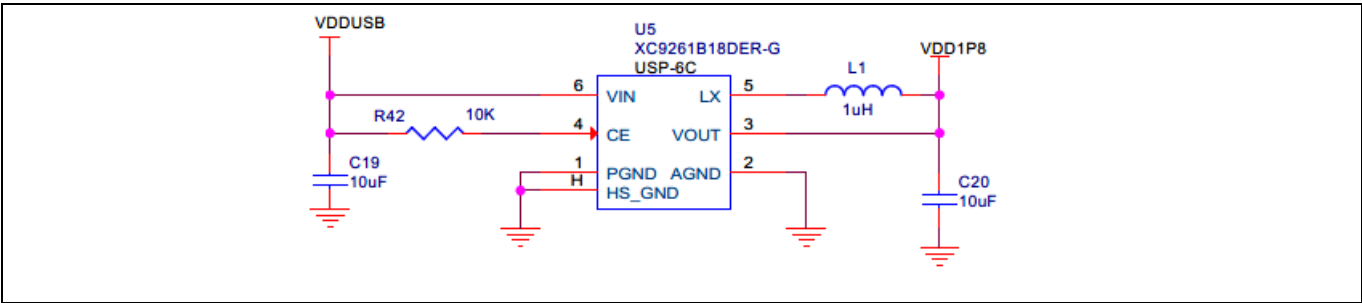 VDDUSB
U5
XC9261B18DER-G
USP-6C
VDD1P8
L1
6
VIN
LX
5
1uH
R42
10K
4
CE
VOUT
3
C19
10uF
1
PGND
AGND
2
H
HS_GND
C20
10uF